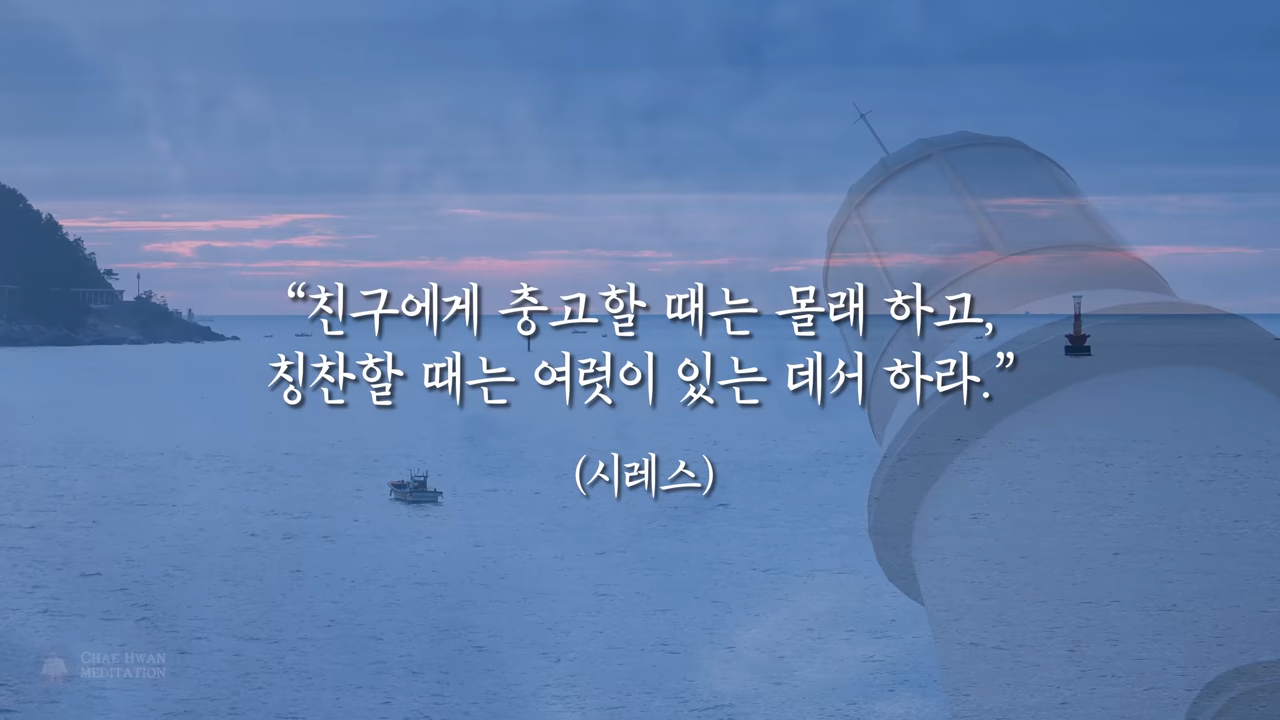 “친구에게 충고할 때는 몰래 하고,
칭찬할 때는 여럿이 있는 데서 하라.”
(시레스)
CHAE HWAN
MEDITATION